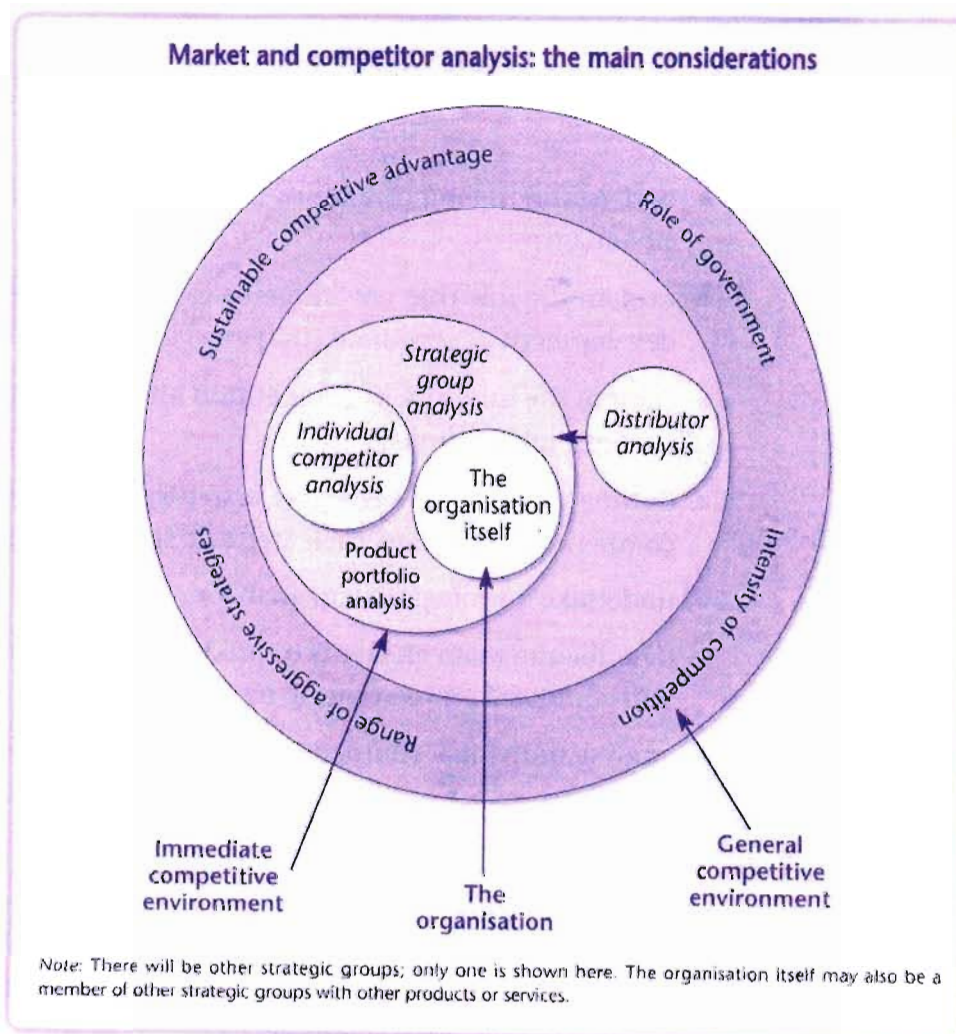 Market and competitor analysis: the main considerations
Sustainable competitive advantage
Role of government
Strategic
group
analysis
Individual
competitor
analysis
Distributor
analysis
The
organisation
itself
Product
portfolio
analysis
Range of aggressive strategies
Intensity of competition
Immediate
competitive
environment
The
organisation
General
competitive
environment
Note: There will be other strategic groups; only one is shown here. The organisation itself may also be a
member of other strategic groups with other products or services.